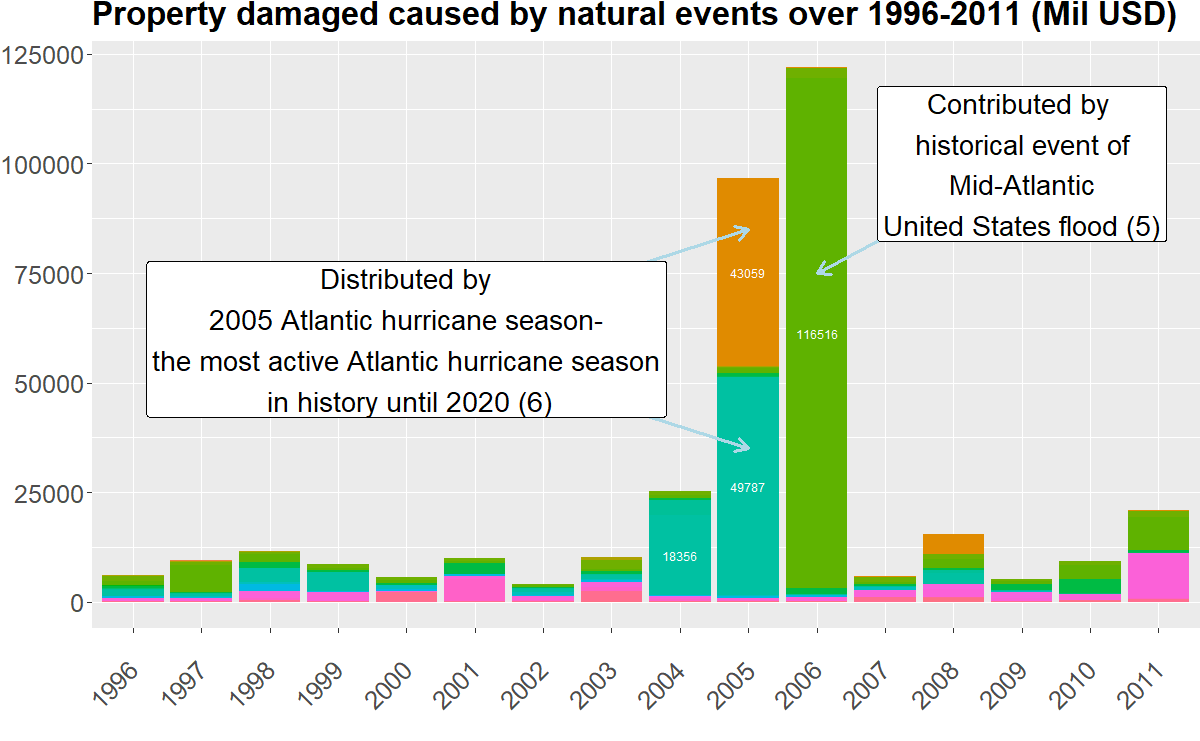 Property damaged caused by natural events over 1996-2011 (Mil USD)
125000
100000
75000
50000
25000
0
Contributed by
historical event of
Mid-Atlantic
United States flood (5)
Distributed by
2005 Atlantic hurricane season-
the most active Atlantic hurricane season
in history until 2020 (6)
43059
116516
49787
18356
1996
1997
1998
1999
2000
2001
2002
2003
2004
2005
2006
2007
2008
2009
2010
2011